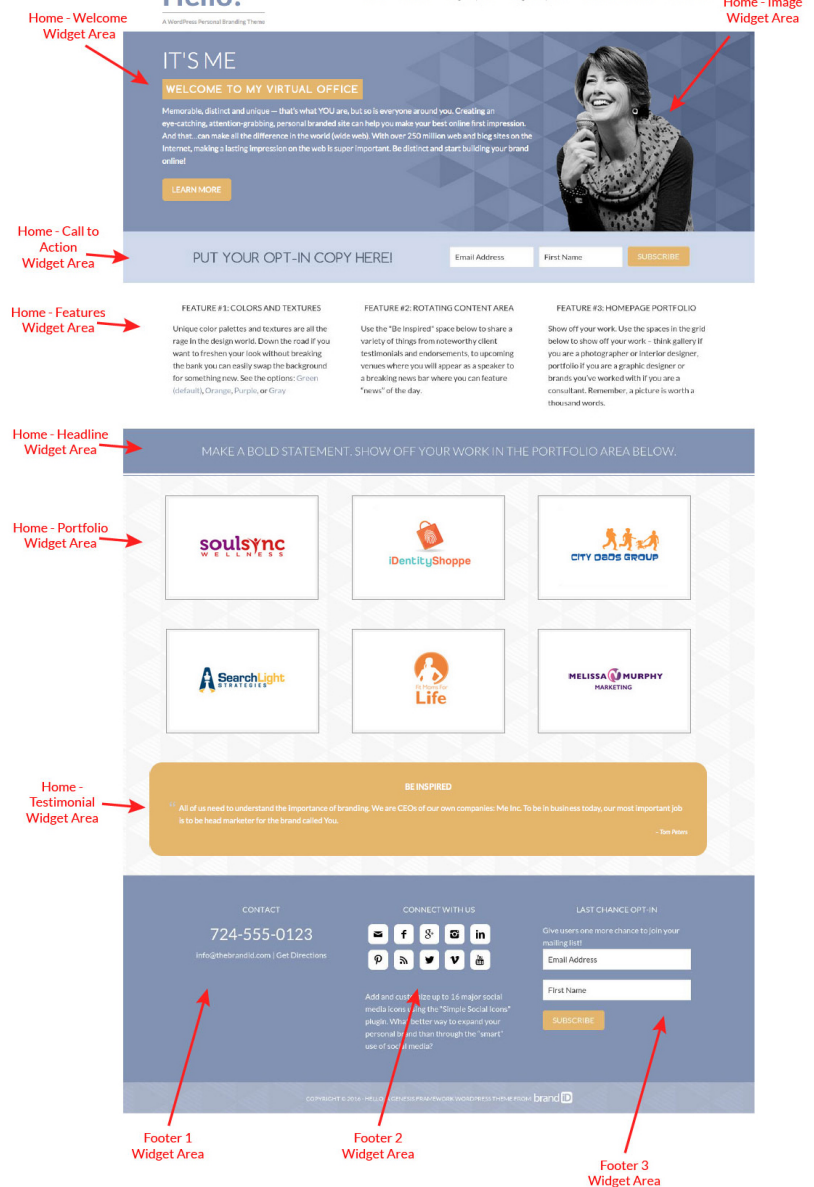 Hello!
A WordPress Personal Branding Theme
Home - Image
Widget Area
Home - Welcome
Widget Area
IT'S ME
WELCOME TO MY VIRTUAL OFFICE
Memorable, distinct and unique — that's what YOU are, but so is everyone around you. Creating an
eye-catching, attention-grabbing, personal branded site can help you make your best online first impression.
And that...can make all the difference in the world (wide web). With over 250 million web and blog sites on the
Internet, making a lasting impression on the web is super important. Be distinct and start building your brand
online!
LEARN MORE
Home - Call to
Action
Widget Area
PUT YOUR OPT-IN COPY HERE!
Email Address
First Name
SUBSCRIBE
Home - Features
Widget Area
FEATURE #1: COLORS AND TEXTURES
Unique color palettes and textures are all the
rage in the design world. Down the road if you
want to freshen your look without breaking
the bank you can easily swap the background
for something new. See the options: Green
(default), Orange, Purple, or Gray
FEATURE #2: ROTATING CONTENT AREA
Use the "Be Inspired" space below to share a
variety of things from noteworthy client
testimonials and endorsements, to upcoming
venues where you will appear as a speaker to
a breaking news bar where you can feature
"news" of the day.
FEATURE #3: HOMEPAGE PORTFOLIO
Show off your work. Use the spaces in the grid
below to show off your work – think gallery if
you are a photographer or interior designer,
portfolio if you are a graphic designer or
brands you've worked with if you are a
consultant. Remember, a picture is worth a
thousand words.
Home - Headline
Widget Area
MAKE A BOLD STATEMENT. SHOW OFF YOUR WORK IN THE PORTFOLIO AREA BELOW.
Home - Portfolio
Widget Area
soulsync
WELLNESS
iDentityShoppe
CITY DADS GROUP
SearchLight
STRATEGIES
Fit Moms For
Life
MELISSA MURPHY
MARKETING
Home -
Testimonial
Widget Area
BE INSPIRED
“ All of us need to understand the importance of branding. We are CEOs of our own companies: Me Inc. To be in business today, our most important job
is to be head marketer for the brand called You.
– Tom Peters
CONTACT
724-555-0123
info@thebrandid.com | Get Directions
CONNECT WITH US
Add and customize up to 16 major social
media icons using the "Simple Social Icons"
plugin. What better way to expand your
personal brand than through the "smart"
use of social media?
LAST CHANCE OPT-IN
Give users one more chance to join your
mailing list!
Email Address
First Name
SUBSCRIBE
COPYRIGHT © 2016 · HELLO! GENESIS FRAMEWORK WORDPRESS THEME FROM brand iD
Footer 1
Widget Area
Footer 2
Widget Area
Footer 3
Widget Area